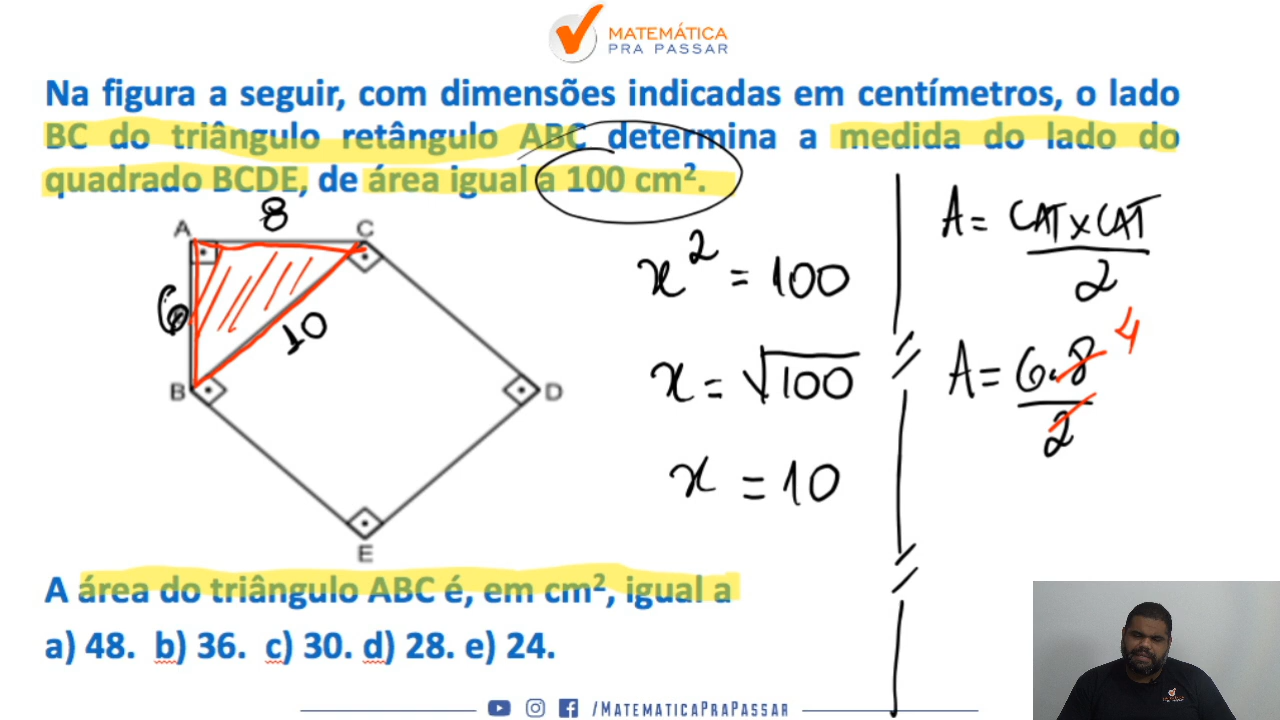 MATEMÁTICA
PRA PASSAR
Na figura a seguir, com dimensões indicadas em centímetros, o lado
BC do triângulo retângulo ABC determina a medida do lado do
quadrado BCDE, de área igual a 100 cm².
A
8
C
6
10
B
D
E
x² = 100
x = √100
x = 10
A = CAT x CAT
2
A = 6.8 4
2
A área do triângulo ABC é, em cm², igual a
a) 48. b) 36. c) 30. d) 28. e) 24.
/MatematicaPraPassar